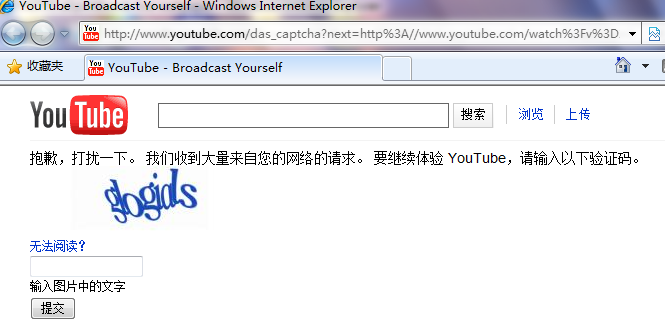 YouTube - Broadcast Yourself - Windows Internet Explorer
http://www.youtube.com/das_captcha?next=http%3A//www.youtube.com/watch%3Fv%3D
收藏夹 YouTube - Broadcast Yourself
YouTube 搜索 浏览 上传
抱歉，打扰一下。 我们收到大量来自您的网络的请求。 要继续体验 YouTube，请输入以下验证码。
glogids
无法阅读？
输入图片中的文字
提交